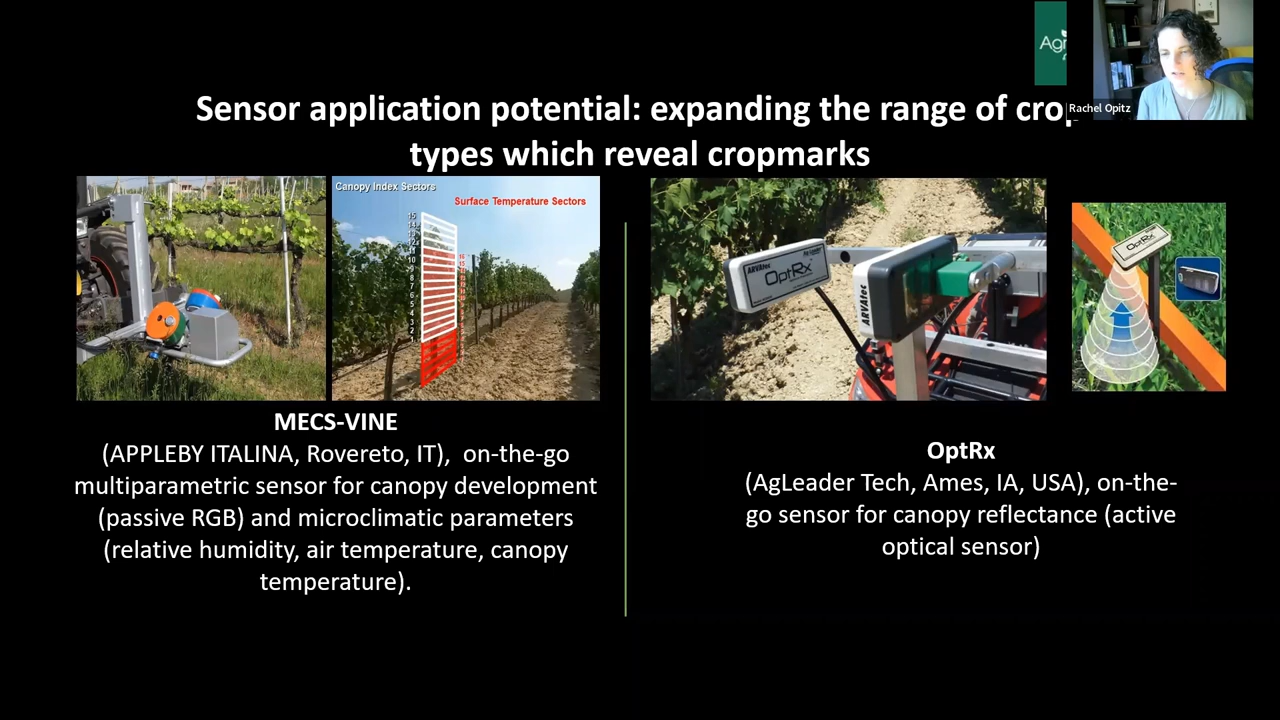 Agr
Rachel Opitz
Sensor application potential: expanding the range of crop
types which reveal cropmarks
Canopy Index Sectors
Surface Temperature Sectors
ARVAtec
OptRx
ARVAtec
OptRx
MECS-VINE
(APPLEBY ITALINA, Rovereto, IT), on-the-go
multiparametric sensor for canopy development
(passive RGB) and microclimatic parameters
(relative humidity, air temperature, canopy
temperature).
OptRx
(AgLeader Tech, Ames, IA, USA), on-the-
go sensor for canopy reflectance (active
optical sensor)